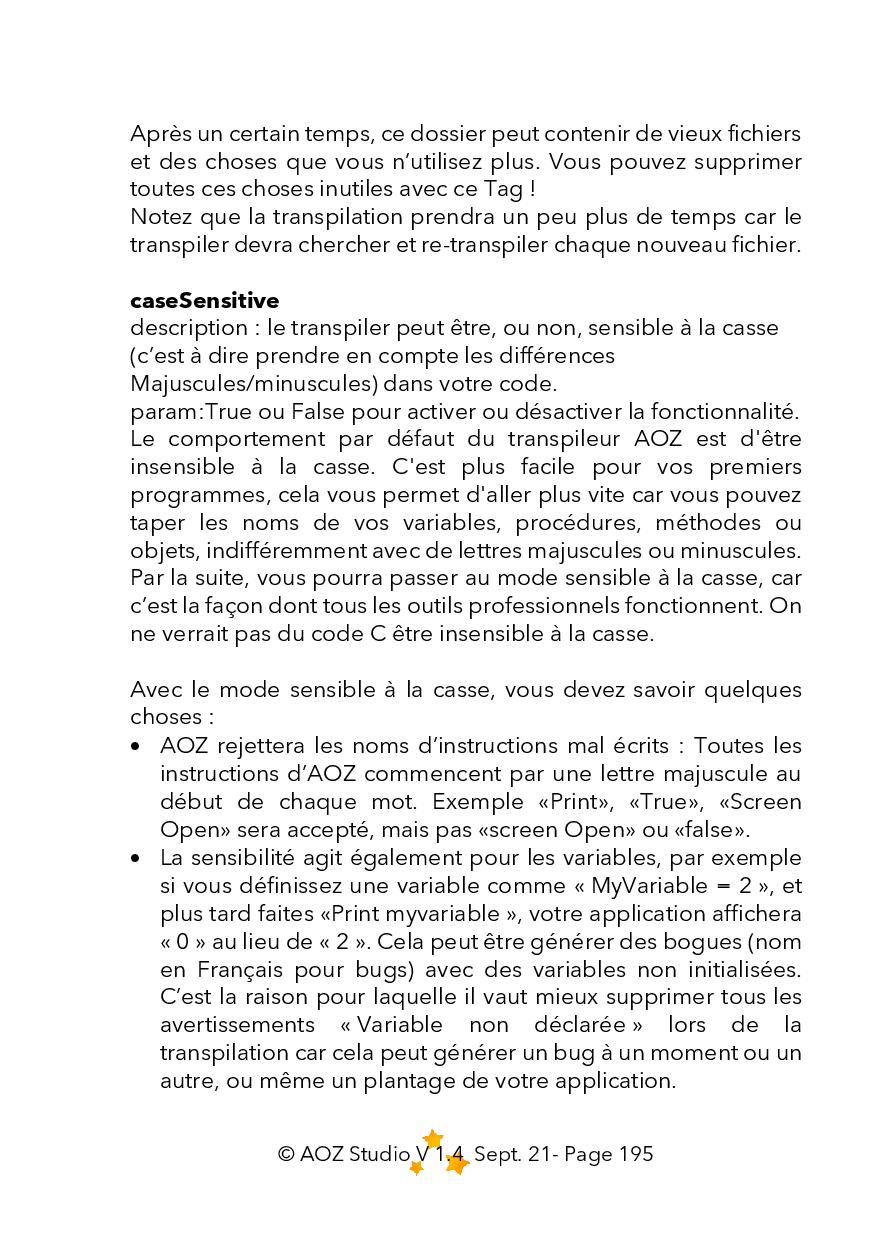 Après un certain temps, ce dossier peut contenir de vieux fichiers
et des choses que vous n’utilisez plus. Vous pouvez supprimer
toutes ces choses inutiles avec ce Tag !
Notez que la transpilation prendra un peu plus de temps car le
transpiler devra chercher et re-transpiler chaque nouveau fichier.
caseSensitive
description : le transpiler peut être, ou non, sensible à la casse
(c’est à dire prendre en compte les différences
Majuscules/minuscules) dans votre code.
param:True ou False pour activer ou désactiver la fonctionnalité.
Le comportement par défaut du transpileur AOZ est d'être
insensible à la casse. C'est plus facile pour vos premiers
programmes, cela vous permet d'aller plus vite car vous pouvez
taper les noms de vos variables, procédures, méthodes ou
objets, indifféremment avec de lettres majuscules ou minuscules.
Par la suite, vous pourra passer au mode sensible à la casse, car
c’est la façon dont tous les outils professionnels fonctionnent. On
ne verrait pas du code C être insensible à la casse.
Avec le mode sensible à la casse, vous devez savoir quelques
choses :
• AOZ rejettera les noms d’instructions mal écrits : Toutes les
instructions d’AOZ commencent par une lettre majuscule au
début de chaque mot. Exemple «Print», «True», «Screen
Open» sera accepté, mais pas «screen Open» ou «false».
• La sensibilité agit également pour les variables, par exemple
si vous définissez une variable comme « MyVariable = 2 », et
plus tard faites «Print myvariable », votre application affichera
« 0 » au lieu de « 2 ». Cela peut être générer des bogues (nom
en Français pour bugs) avec des variables non initialisées.
C’est la raison pour laquelle il vaut mieux supprimer tous les
avertissements « Variable non déclarée » lors de la
transpilation car cela peut générer un bug à un moment ou un
autre, ou même un plantage de votre application.
© AOZ Studio V 1.4 Sept. 21- Page 195